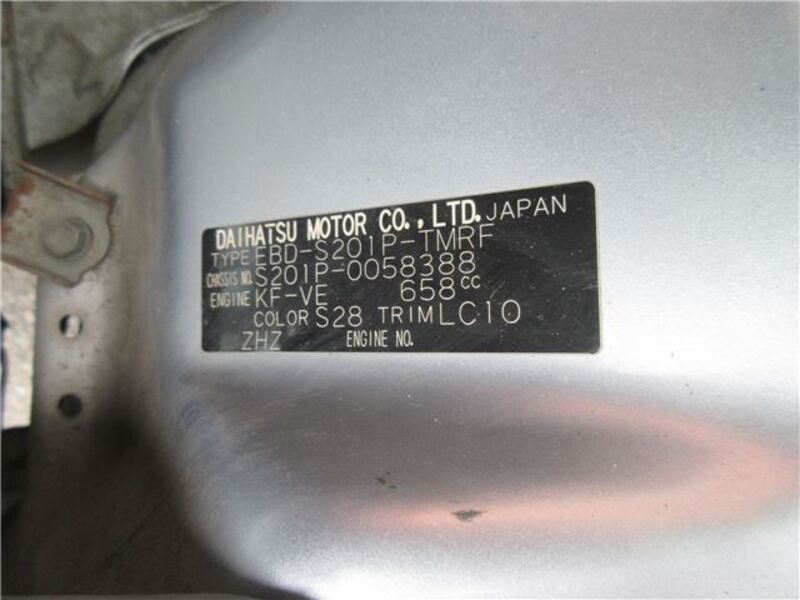 DAIHATSU MOTOR CO.,LTD. JAPAN
TYPE EBD-S201P-TMRF
CHASSIS NO. S201P-0058388
ENGINE KF-VE 658cc
COLOR S28 TRIM LC10
ZHZ ENGINE NO.